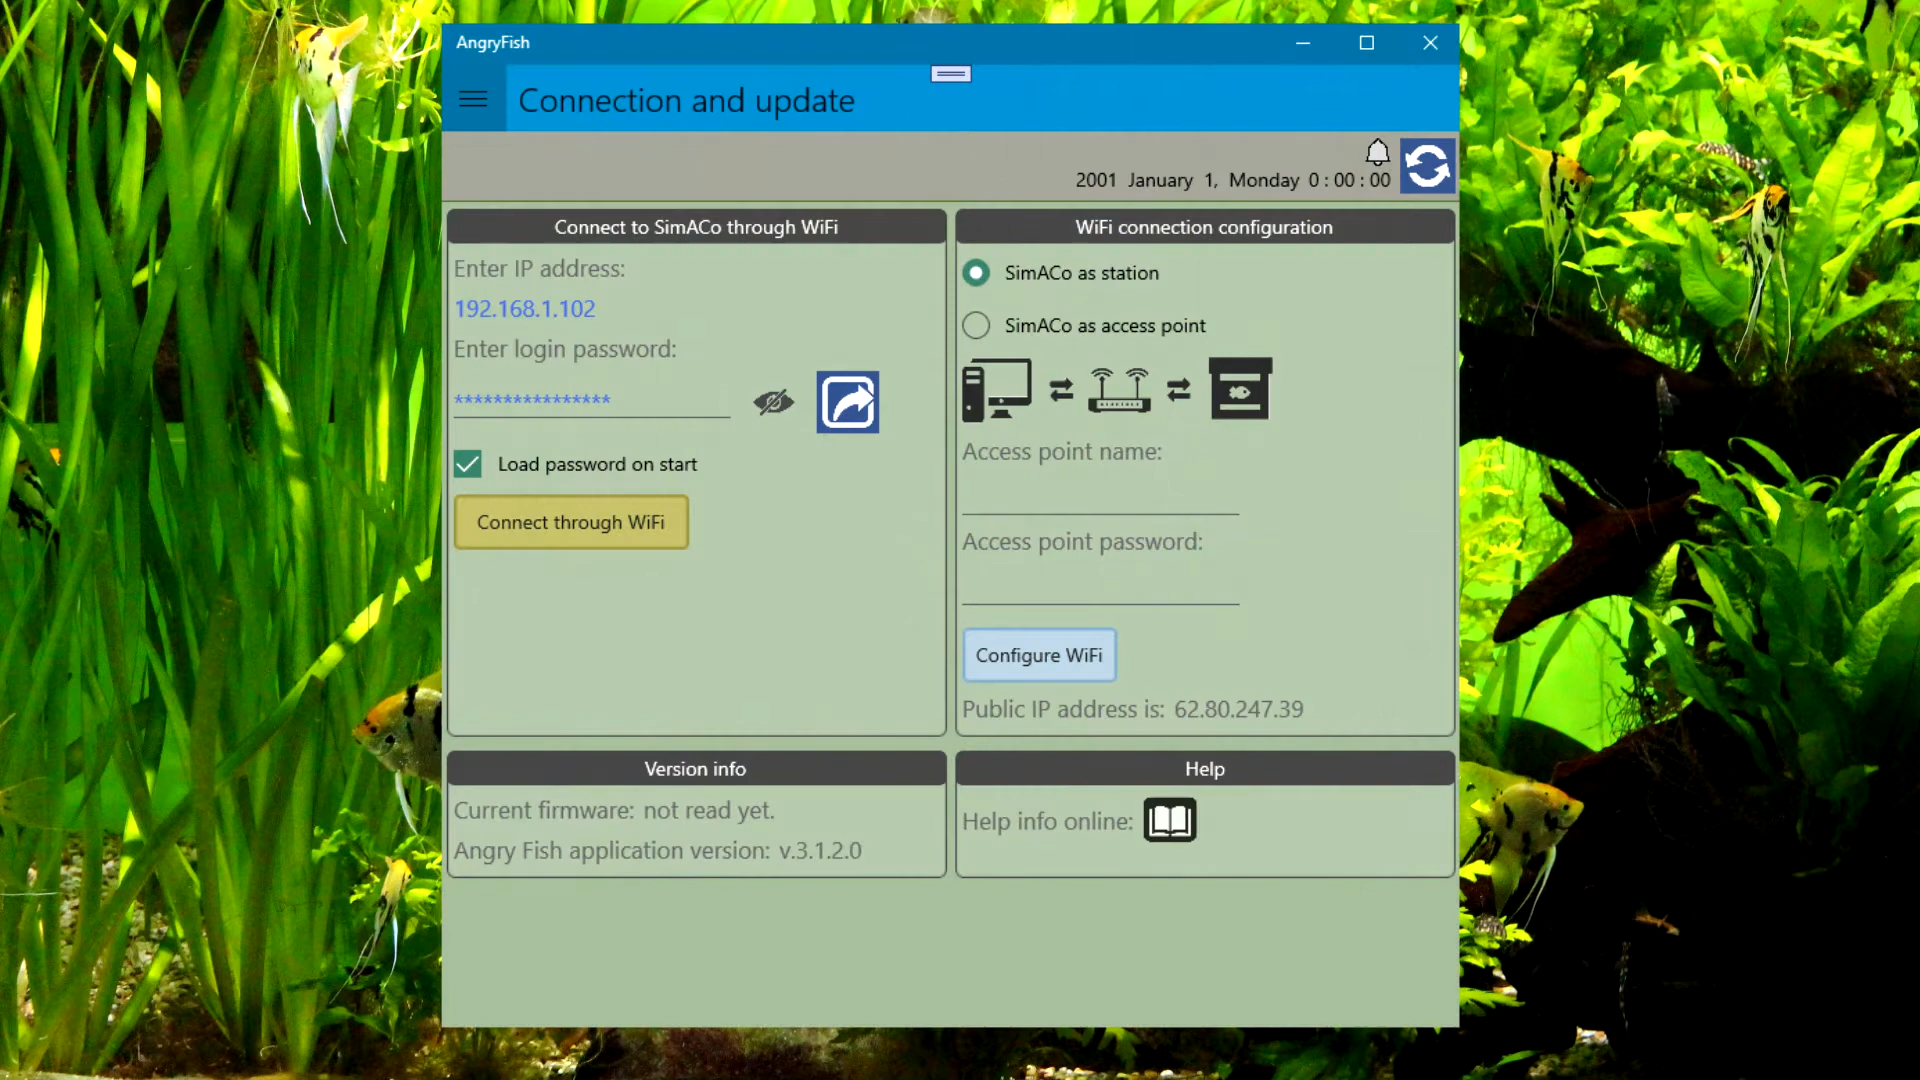 AngryFish
Connection and update
2001 January 1, Monday 0 : 00 : 00
Connect to SimACo through WiFi
Enter IP address:
192.168.1.102
Enter login password:
****************
Load password on start
Connect through WiFi
WiFi connection configuration
SimACo as station
SimACo as access point
Access point name:
Access point password:
Configure WiFi
Public IP address is: 62.80.247.39
Version info
Current firmware: not read yet.
Angry Fish application version: v.3.1.2.0
Help
Help info online: